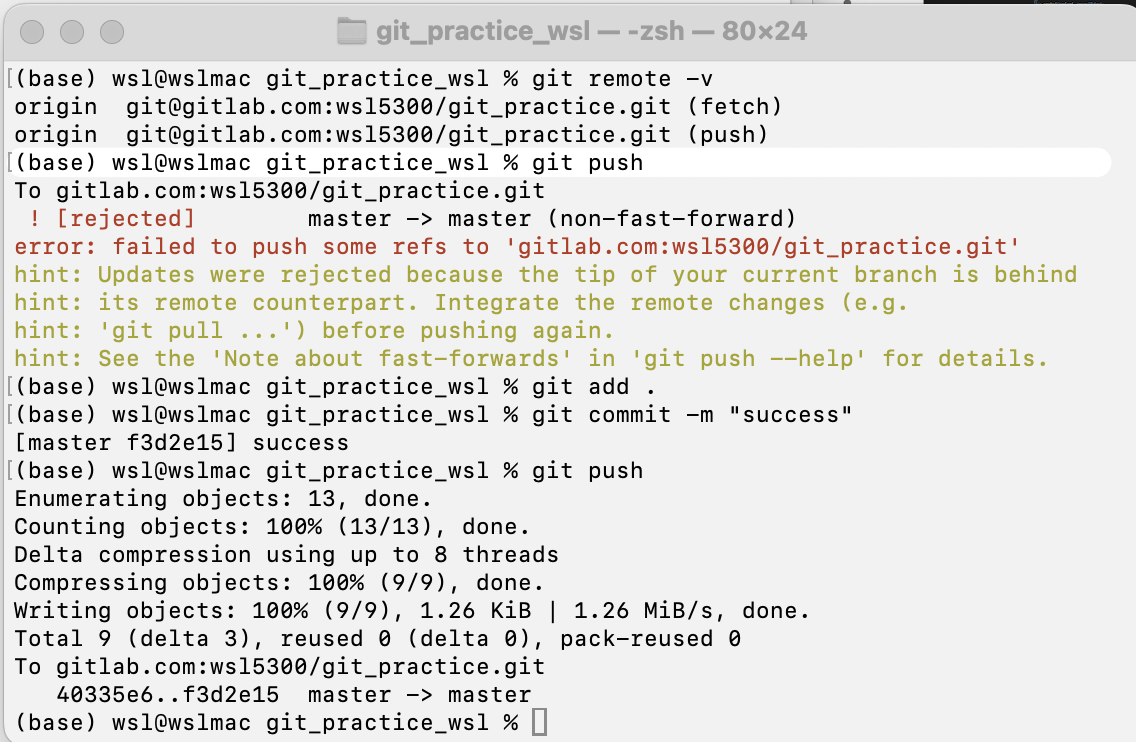 git_practice_wsl — -zsh — 80×24
[(base) wsl@wslmac git_practice_wsl % git remote -v
origin  git@gitlab.com:wsl5300/git_practice.git (fetch)
origin  git@gitlab.com:wsl5300/git_practice.git (push)
[(base) wsl@wslmac git_practice_wsl % git push
To gitlab.com:wsl5300/git_practice.git
 ! [rejected]        master -> master (non-fast-forward)
error: failed to push some refs to 'gitlab.com:wsl5300/git_practice.git'
hint: Updates were rejected because the tip of your current branch is behind
hint: its remote counterpart. Integrate the remote changes (e.g.
hint: 'git pull ...') before pushing again.
hint: See the 'Note about fast-forwards' in 'git push --help' for details.
[(base) wsl@wslmac git_practice_wsl % git add .
[(base) wsl@wslmac git_practice_wsl % git commit -m "success"
[master f3d2e15] success
[(base) wsl@wslmac git_practice_wsl % git push
Enumerating objects: 13, done.
Counting objects: 100% (13/13), done.
Delta compression using up to 8 threads
Compressing objects: 100% (9/9), done.
Writing objects: 100% (9/9), 1.26 KiB | 1.26 MiB/s, done.
Total 9 (delta 3), reused 0 (delta 0), pack-reused 0
To gitlab.com:wsl5300/git_practice.git
   40335e6..f3d2e15  master -> master
(base) wsl@wslmac git_practice_wsl %